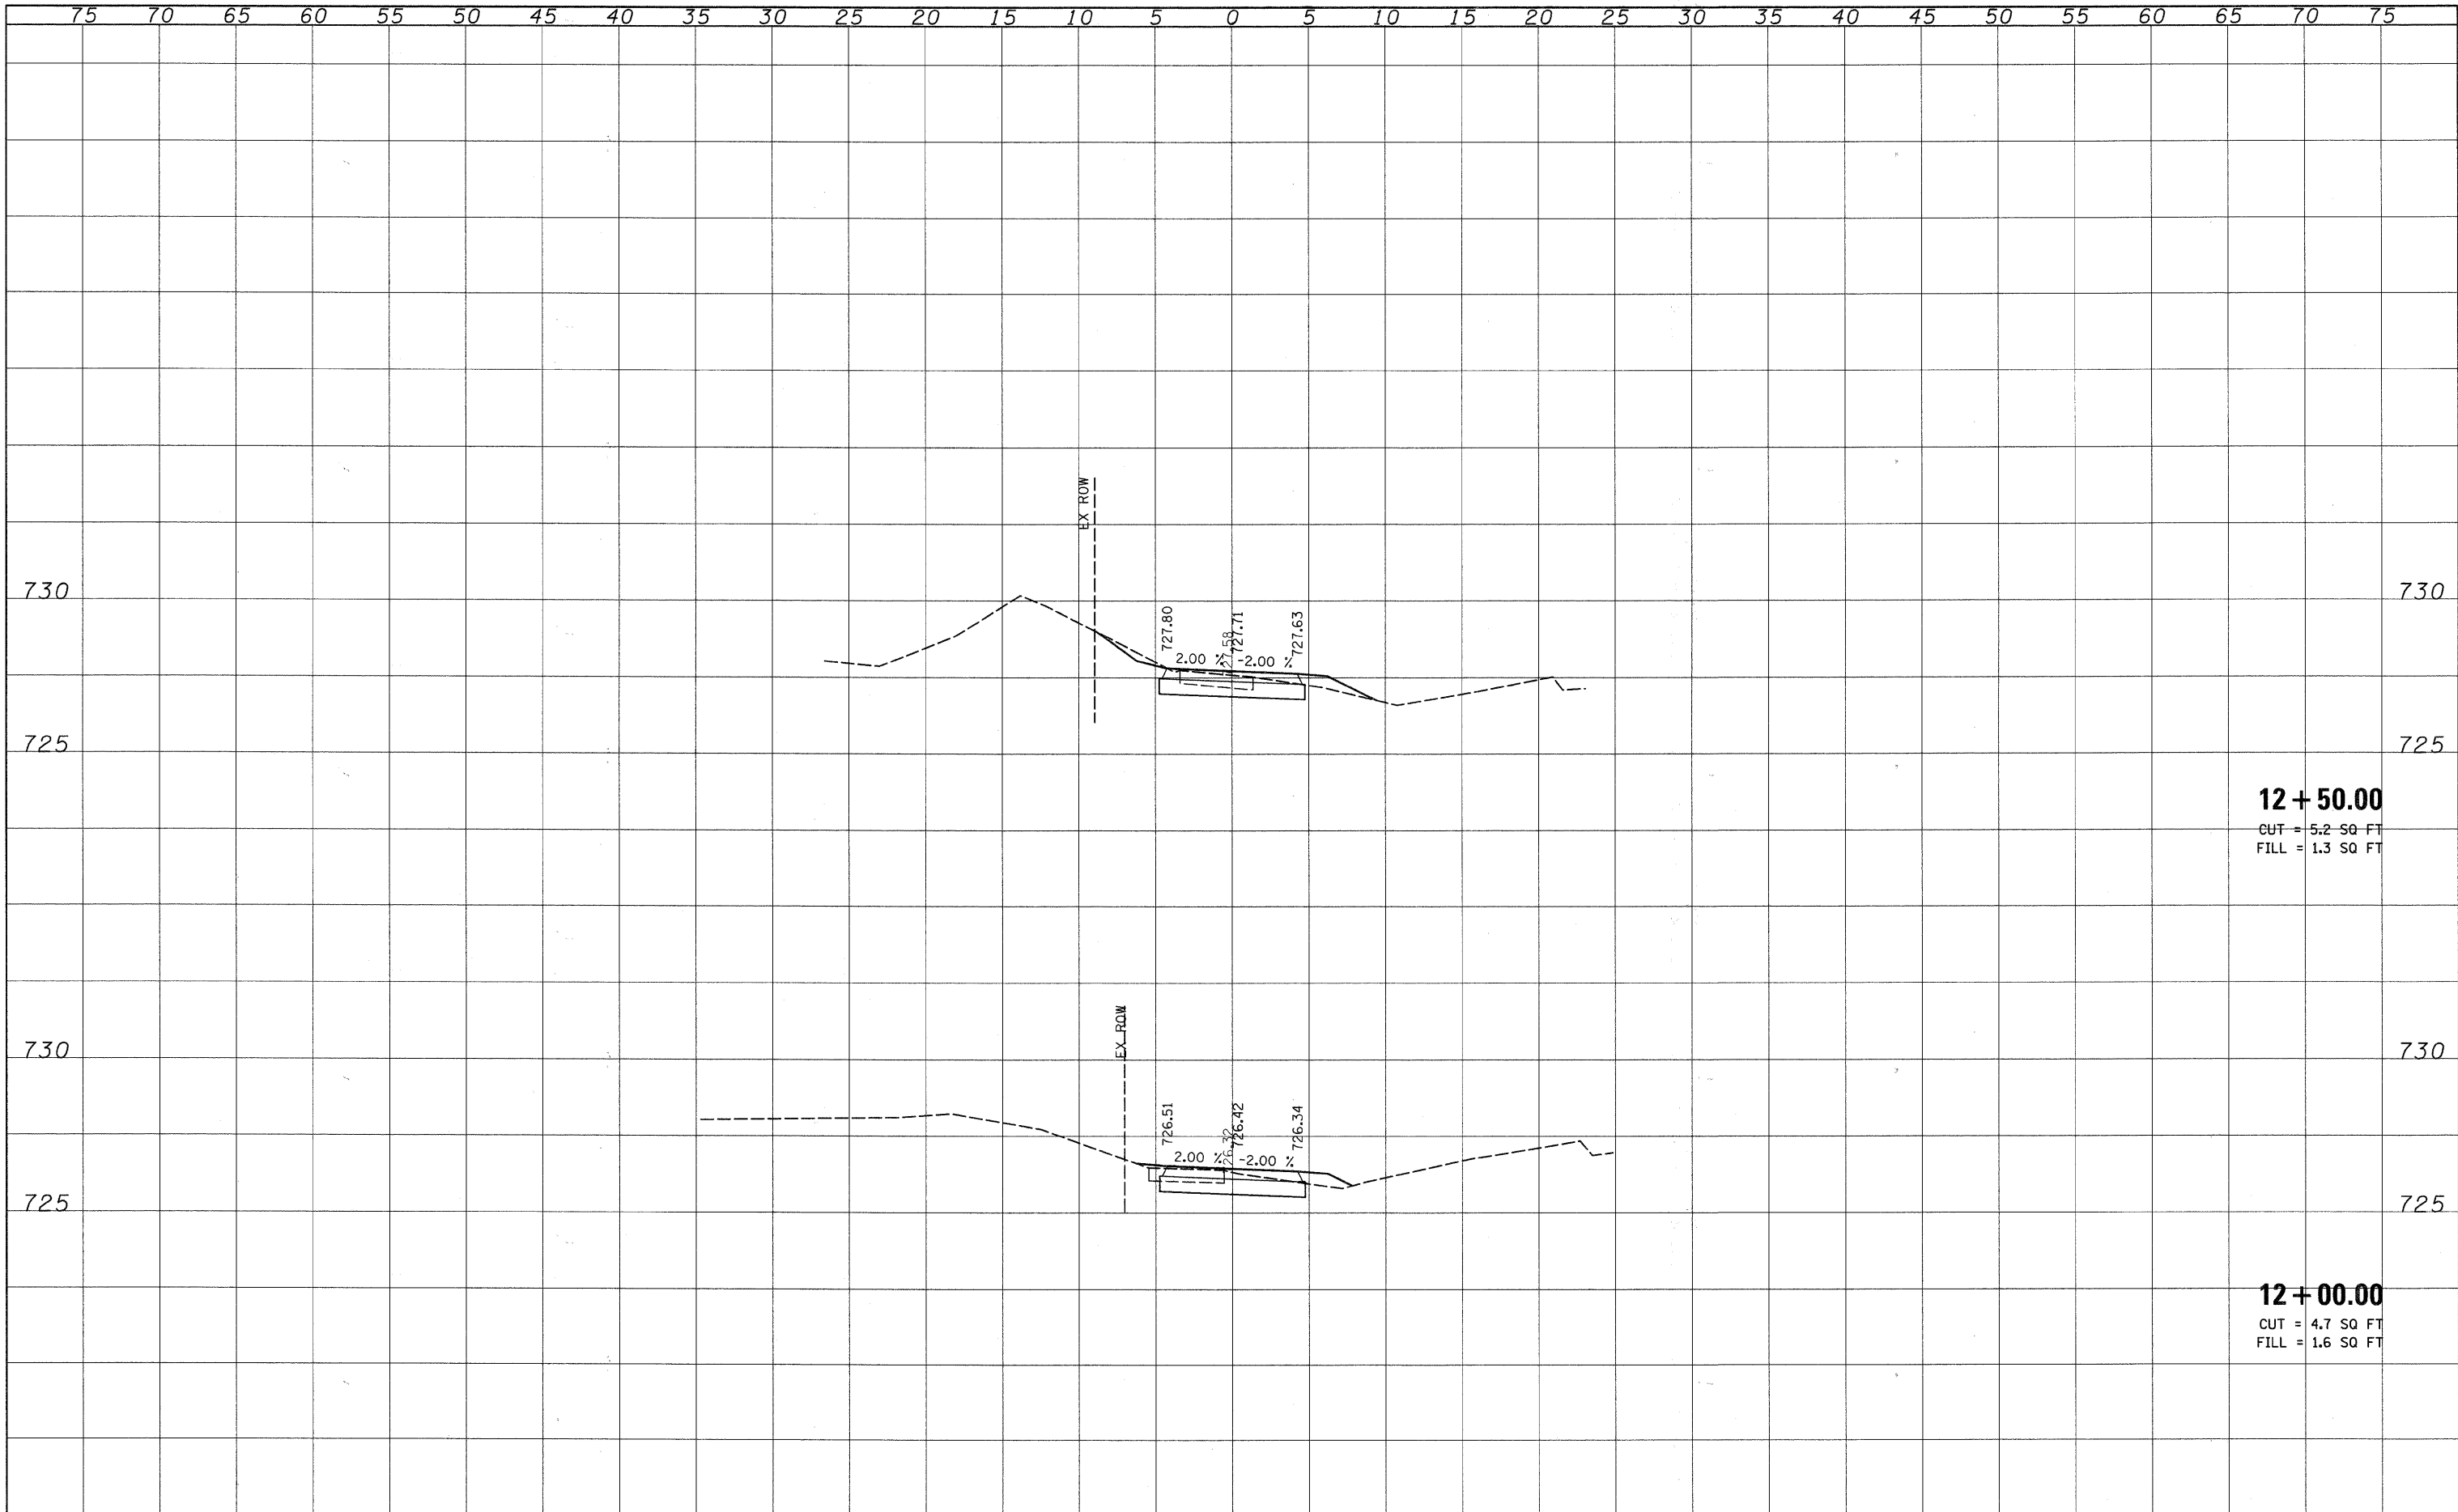 75 70 65 60 55 50 45 40 35 30 25 20 15 10 5 0 5 10 15 20 25 30 35 40 45 50 55 60 65 70 75
EX ROW
730 730
727.80 727.71 727.63
2.00 % -2.00 %
725 725
12+50.00
CUT = 5.2 SQ FT
FILL = 1.3 SQ FT
EX ROW
730 730
726.51 726.42 726.34
2.00 % -2.00 %
725 725
12+00.00
CUT = 4.7 SQ FT
FILL = 1.6 SQ FT